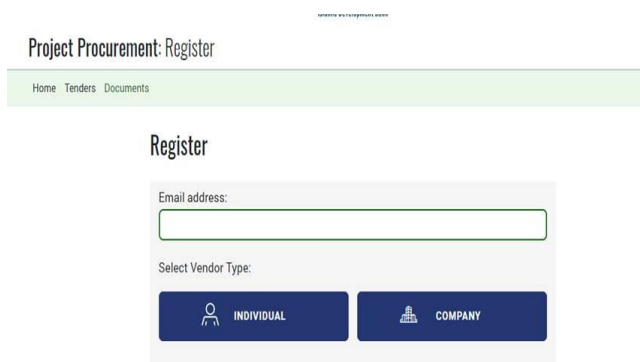 Project Procurement: Register
Home Tenders Documents
Register
Email address:
Select Vendor Type:
INDIVIDUAL COMPANY